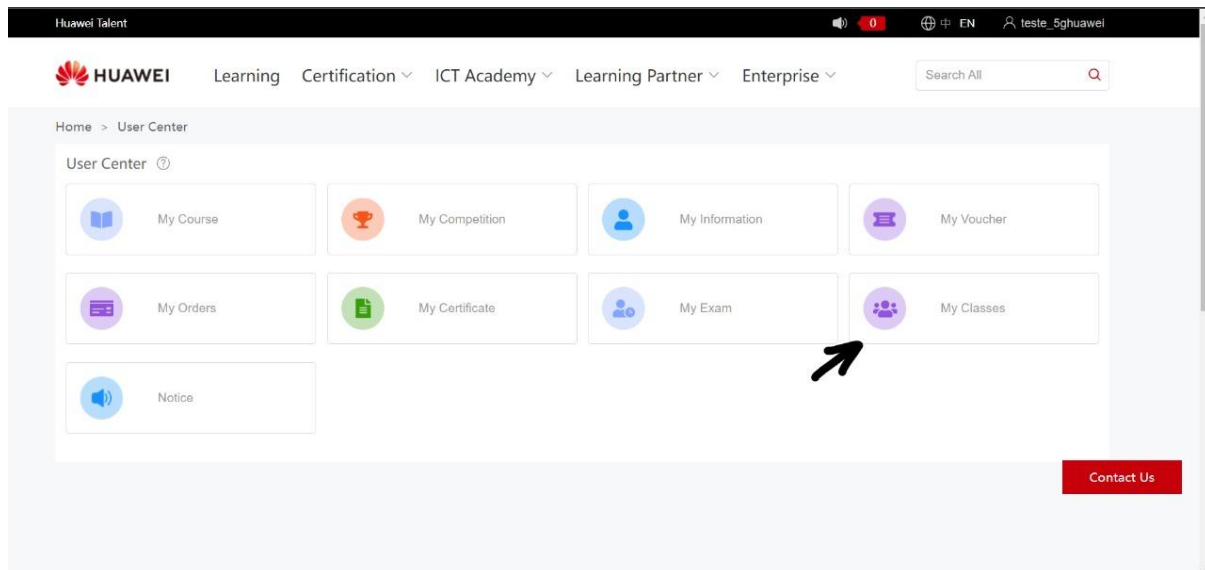 Huawei Talent 0 中 EN teste_5ghuawei
HUAWEI Learning Certification ICT Academy Learning Partner Enterprise Search All
Home > User Center
User Center ?
My Course My Competition My Information My Voucher
My Orders My Certificate My Exam My Classes
Notice
Contact Us